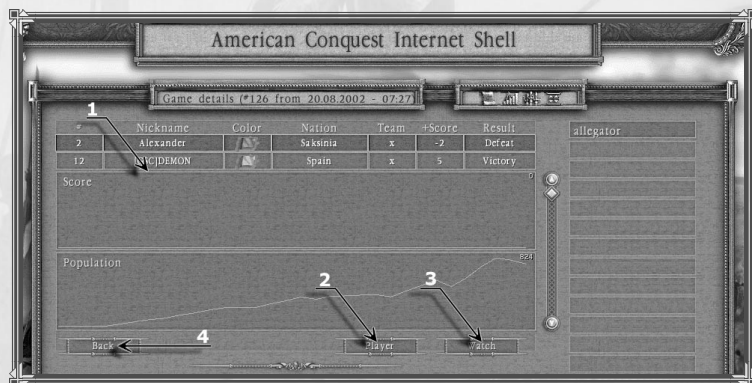 American Conquest Internet Shell
Game details (#126 from 20.08.2002 - 07:27)
1
# Nickname Color Nation Team +Score Result
2 Alexander Saksinia x -2 Defeat
12 [AC]DEMON Spain x 5 Victory
allegator
Score 0
Population 824
2
3
4
Back Player Watch